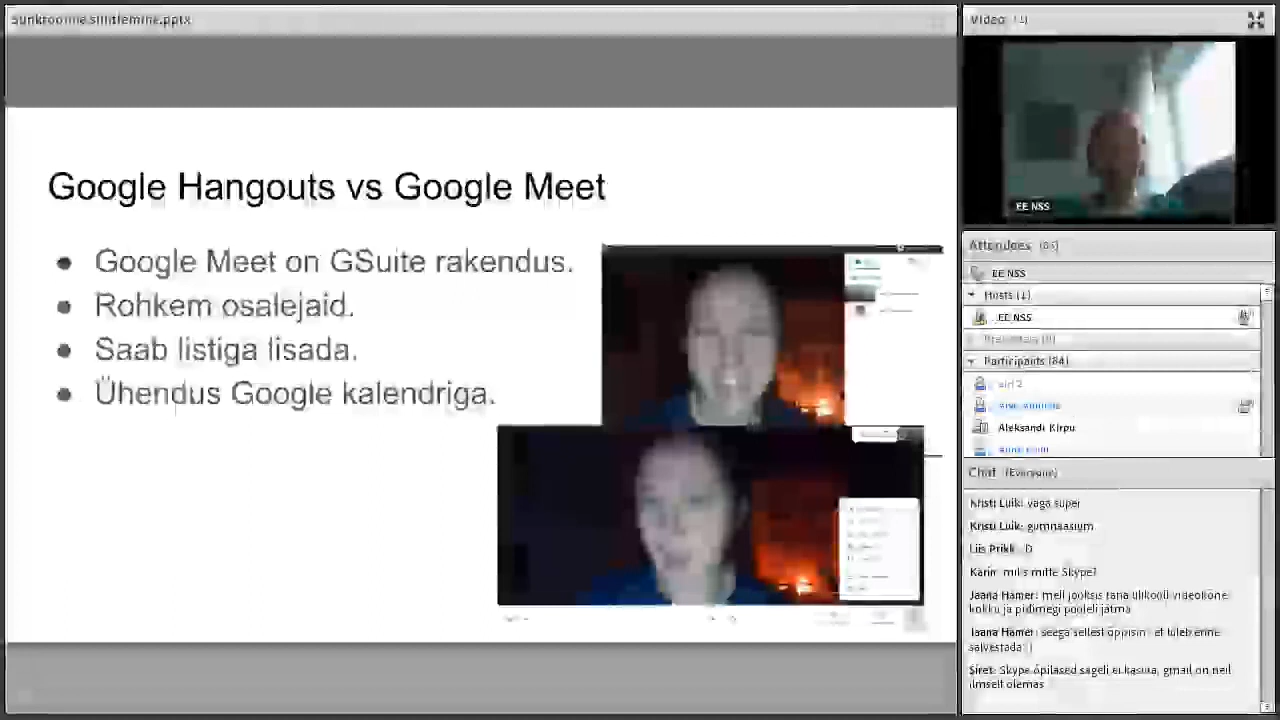 Sünkroonne suhtlemine.pptx
Google Hangouts vs Google Meet
Google Meet on GSuite rakendus.
Rohkem osalejaid.
Saab listiga lisada.
Ühendus Google kalendriga.
Video (1)
EE NSS
Attendees
EE NSS
Hosts (1)
EE NSS
Participants (84)
Aleksandr Kirpu
Chat (Everyone)
Kristi Luik: väga super
Kristi Luik: gümnaasium
Liis Prikk: :D
Karin: miks mitte Skype?
Jaana Hamer: meil jooksis täna ülikooli videokõne
kokku ja pidimegi pooleli jätma
Jaana Hamer: seega sellest õppisin - et tuleb enne
salvestada :)
Siret: Skype õpilased sageli ei kasuta, gmail on neil
ilmselt olemas